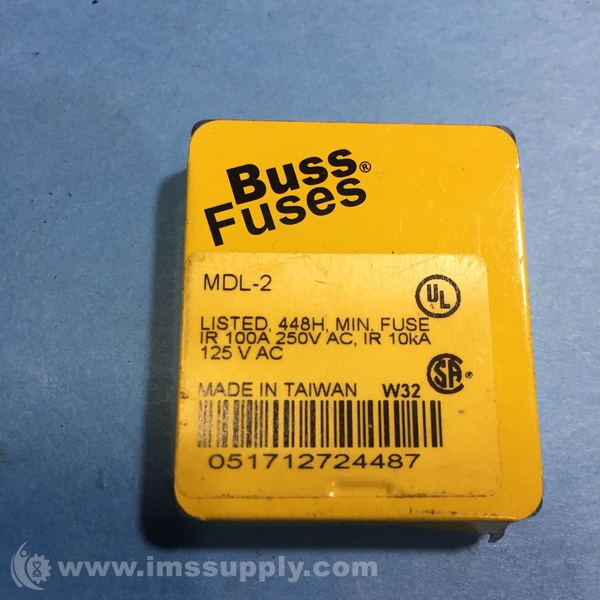 Buss®
Fuses
MDL-2
UL
LISTED, 448H, MIN. FUSE
IR 100A 250V AC, IR 10kA
125 V AC
SA®
MADE IN TAIWAN W32
051712724487
www.imssupply.com